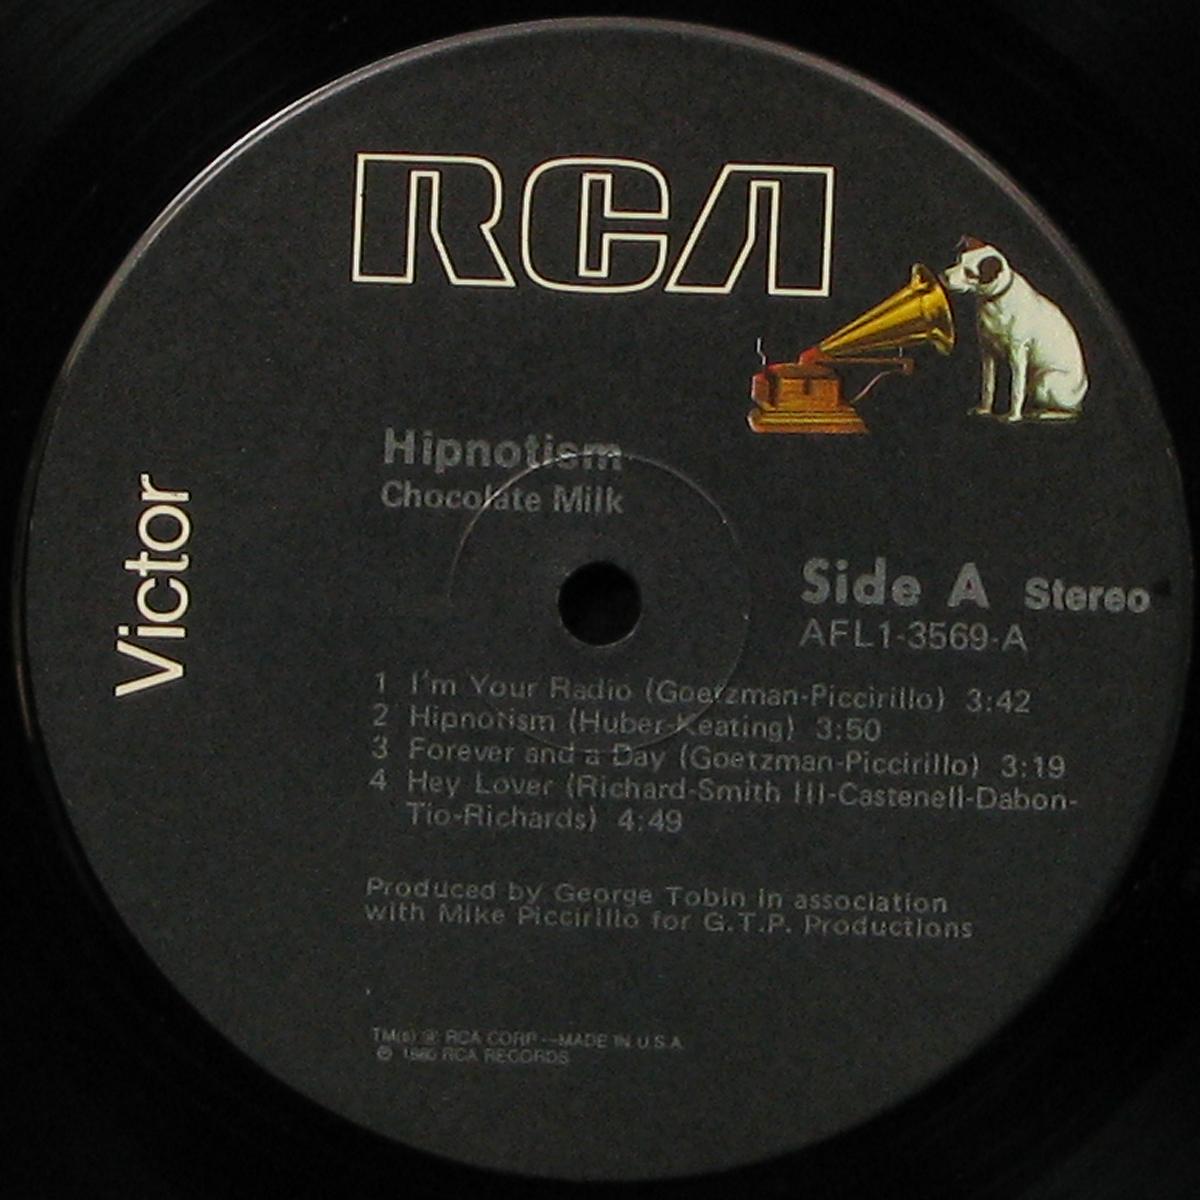 RCA
Victor
Hipnotism
Chocolate Milk
Side A Stereo
AFL1-3569-A
1 I'm Your Radio (Goetzman-Piccirillo) 3:42
2 Hipnotism (Huber-Keating) 3:50
3 Forever and a Day (Goetzman-Piccirillo) 3:19
4 Hey Lover (Richard-Smith III-Castenell-Dabon-
Tio-Richards) 4:49
Produced by George Tobin in association
with Mike Piccirillo for G.T.P. Productions
TM(s) ® RCA CORP.—MADE IN U.S.A.
℗ 1980 RCA RECORDS